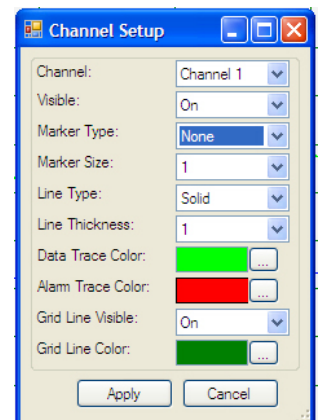 Channel Setup
Channel: Channel 1
Visible: On
Marker Type: None
Marker Size: 1
Line Type: Solid
Line Thickness: 1
Data Trace Color: ...
Alarm Trace Color: ...
Grid Line Visible: On
Grid Line Color: ...
Apply Cancel